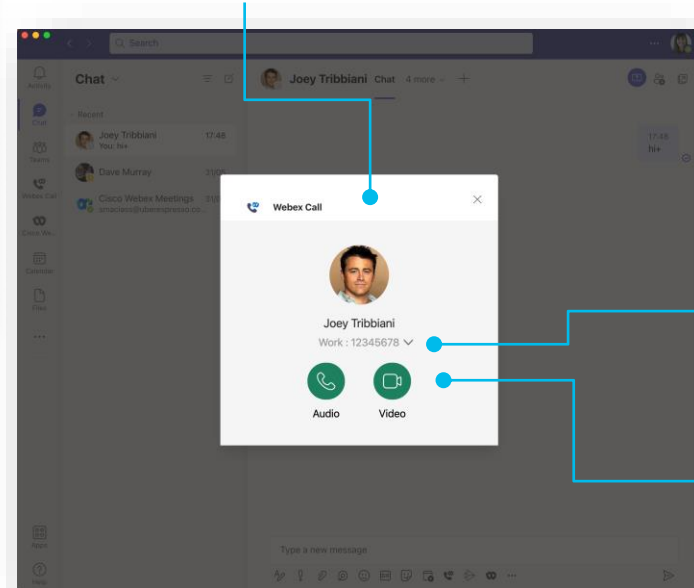 Search
Activity
Chat
Teams
Webex Call
Cisco We...
Calendar
Files
Apps
Help
Chat
Recent
Joey Tribbiani 17:48
You: hi+
Dave Murray
Cisco Webex Meetings
Joey Tribbiani Chat 4 more +
17:48
hi+
Webex Call
Joey Tribbiani
Work : 12345678
Audio
Video
Type a new message